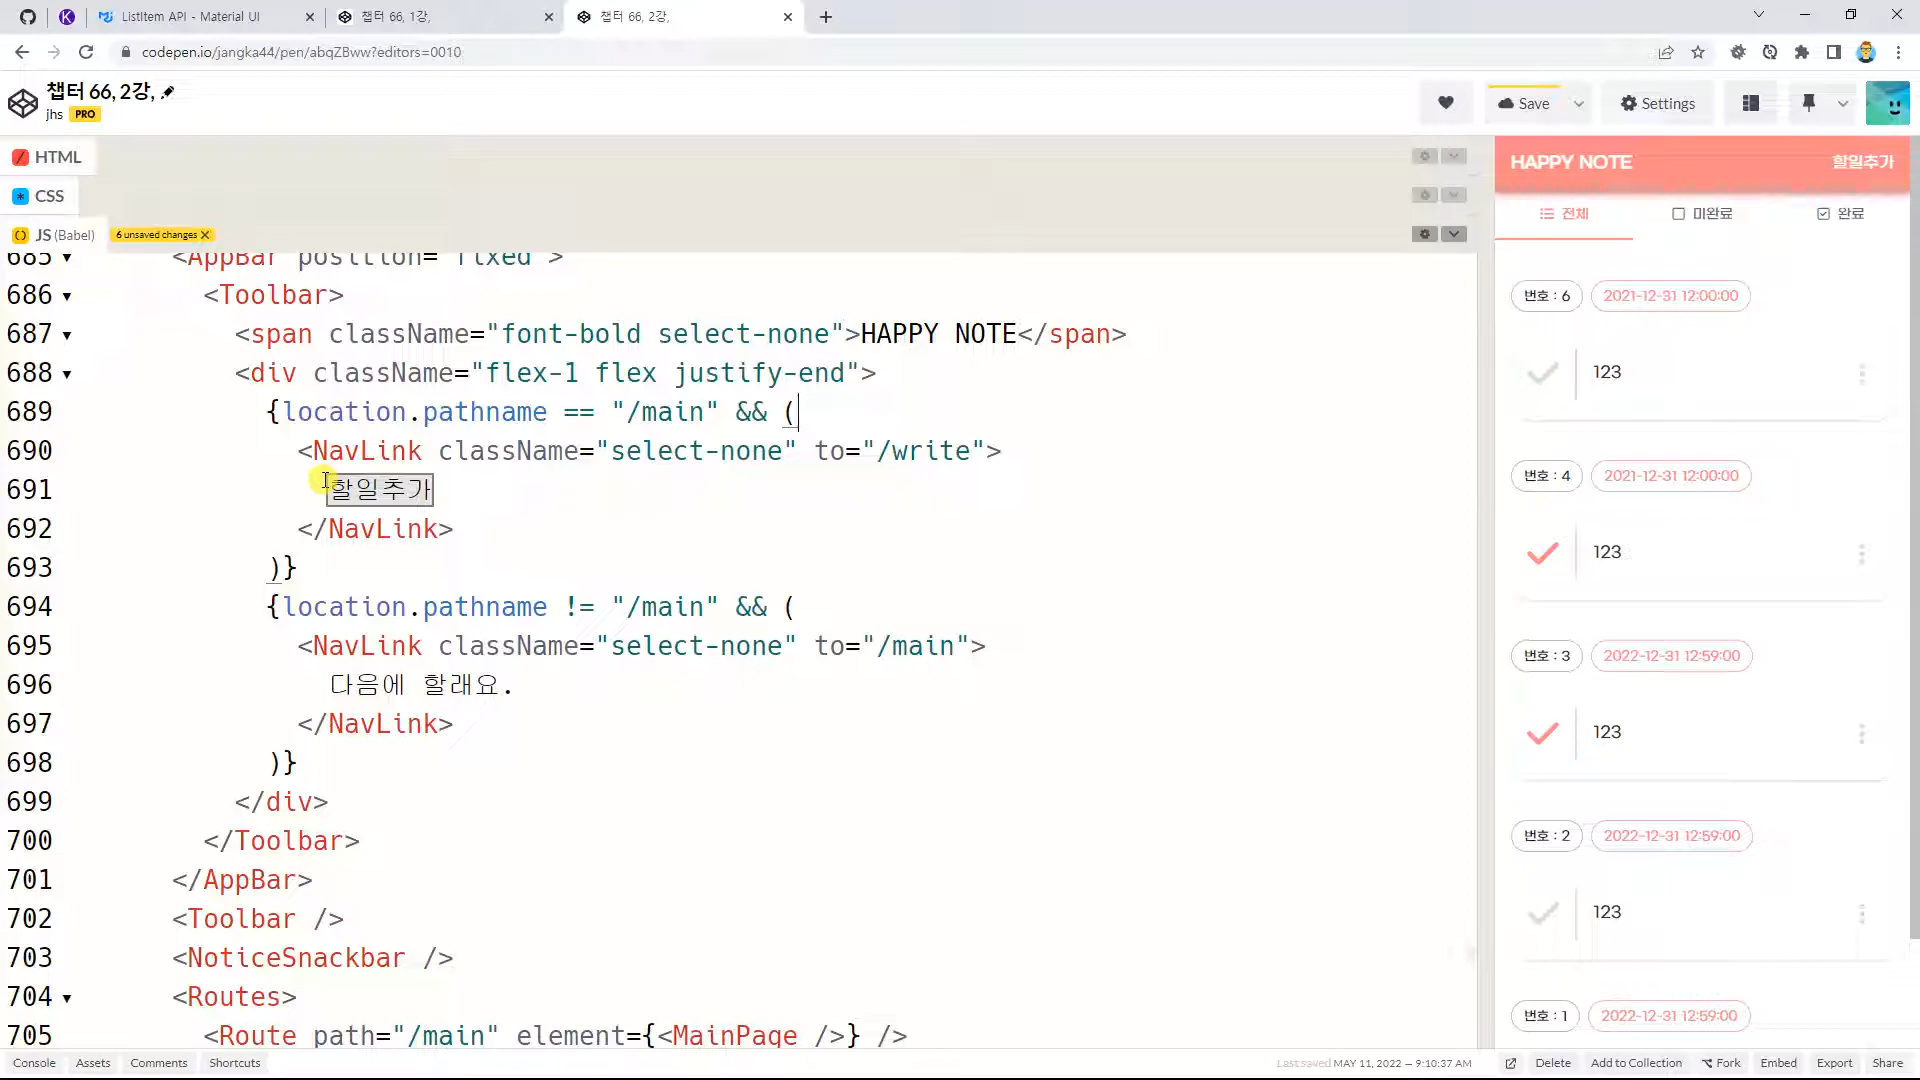 ListItem API - Material UI
챕터 66, 1강,
챕터 66, 2강,
codepen.io/jangka44/pen/abqZBww?editors=0010
챕터 66, 2강,
jhs PRO
Save
Settings
HTML
CSS
JS (Babel) 6 unsaved changes
685 <AppBar position="fixed">
686 <Toolbar>
687 <span className="font-bold select-none">HAPPY NOTE</span>
688 <div className="flex-1 flex justify-end">
689 {location.pathname == "/main" && (
690 <NavLink className="select-none" to="/write">
691 할일추가
692 </NavLink>
693 )}
694 {location.pathname != "/main" && (
695 <NavLink className="select-none" to="/main">
696 다음에 할래요.
697 </NavLink>
698 )}
699 </div>
700 </Toolbar>
701 </AppBar>
702 <Toolbar />
703 <NoticeSnackbar />
704 <Routes>
705 <Route path="/main" element={<MainPage />} />
HAPPY NOTE 할일추가
전체 미완료 완료
번호 : 6 2021-12-31 12:00:00
123
번호 : 4 2021-12-31 12:00:00
123
번호 : 3 2022-12-31 12:59:00
123
번호 : 2 2022-12-31 12:59:00
123
번호 : 1 2022-12-31 12:59:00
Console Assets Comments Shortcuts
Last saved MAY 11, 2022 — 9:10:37 AM
Delete Add to Collection Fork Embed Export Share